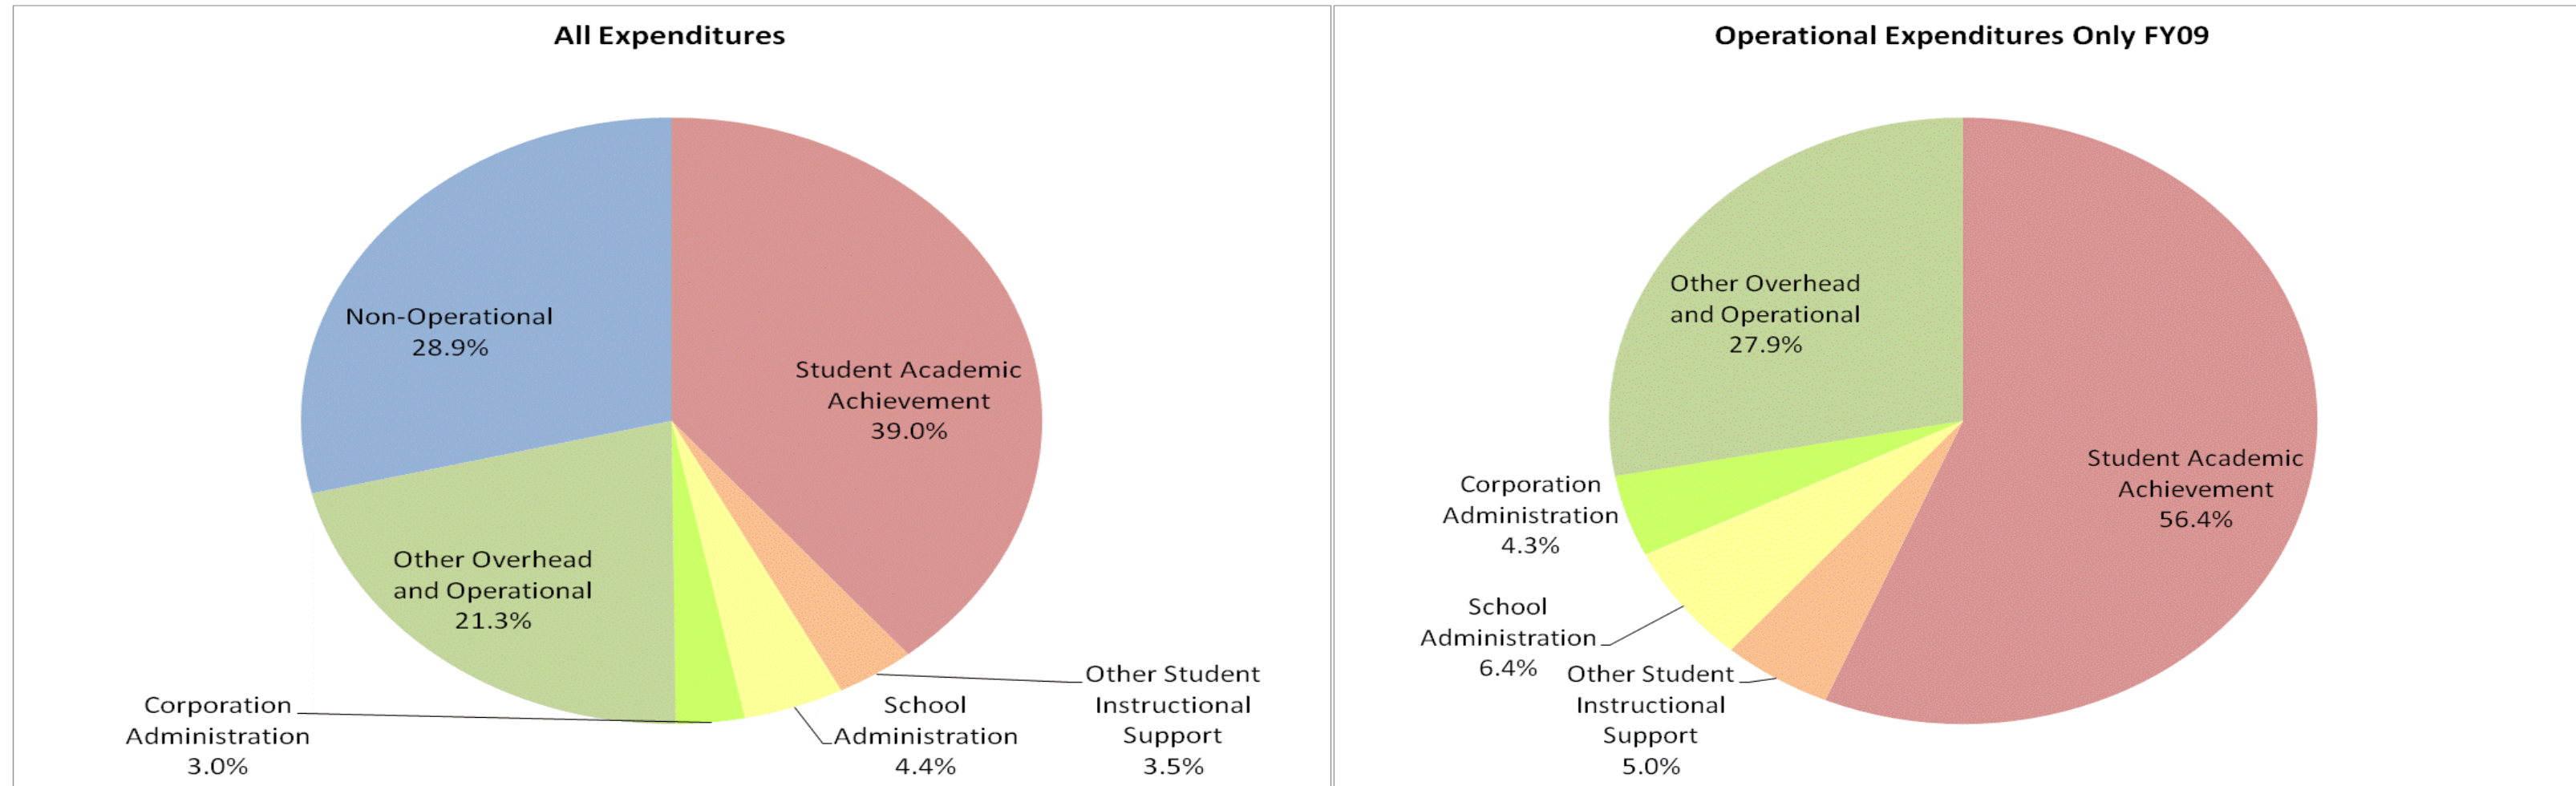 All Expenditures
Non-Operational
28.9%
Student Academic
Achievement
39.0%
Other Overhead
and Operational
21.3%
Corporation
Administration
3.0%
School
Administration
4.4%
Other Student
Instructional
Support
3.5%
Operational Expenditures Only FY09
Other Overhead
and Operational
27.9%
Student Academic
Achievement
56.4%
Corporation
Administration
4.3%
School
Administration
6.4%
Other Student
Instructional
Support
5.0%